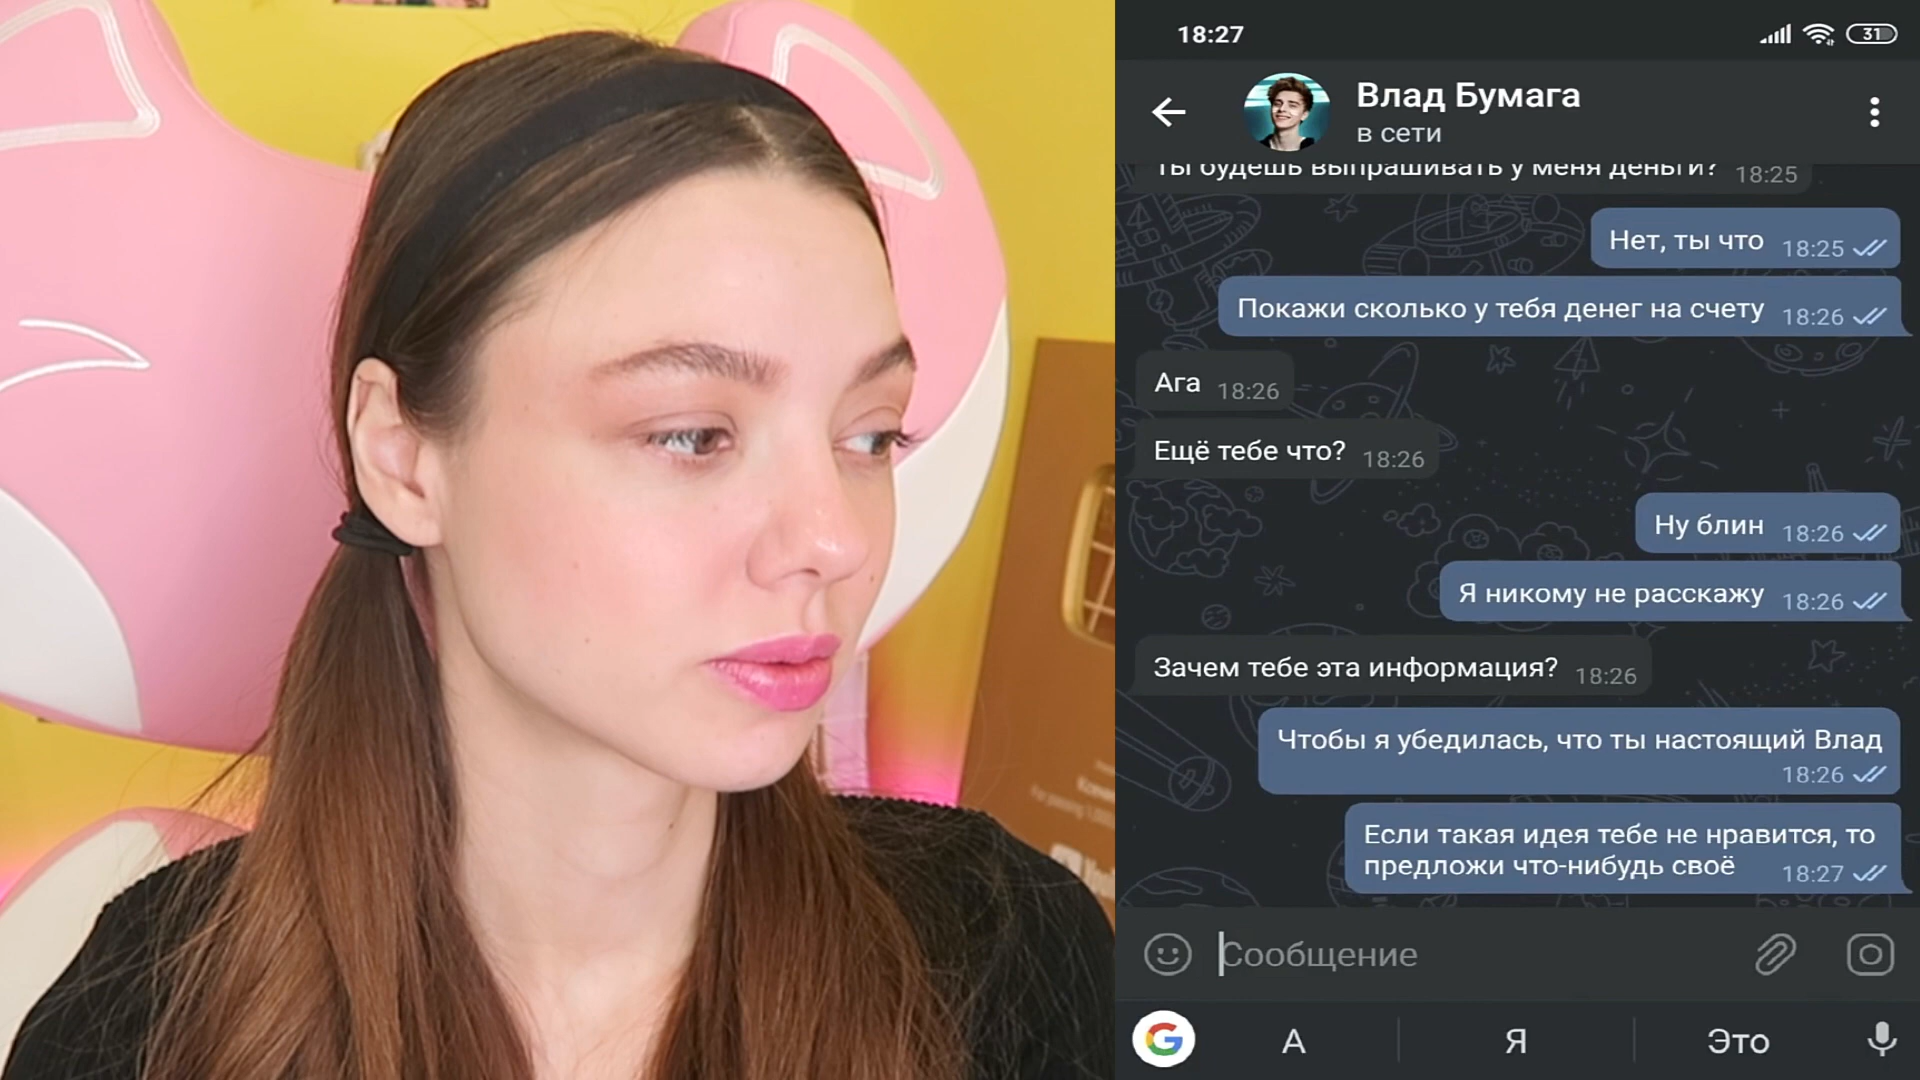 18:27
31
Влад Бумага
в сети
ты будешь выпрашивать у меня деньги? 18:25
Нет, ты что 18:25
Покажи сколько у тебя денег на счету 18:26
Ага 18:26
Ещё тебе что? 18:26
Ну блин 18:26
Я никому не расскажу 18:26
Зачем тебе эта информация? 18:26
Чтобы я убедилась, что ты настоящий Влад
18:26
Если такая идея тебе не нравится, то
предложи что-нибудь своё 18:27
Сообщение
А Я Это